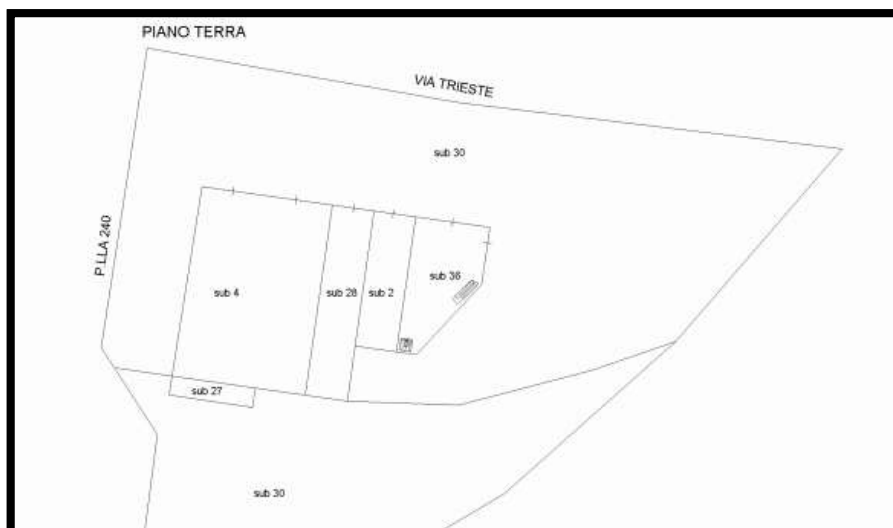 PIANO TERRA
VIA TRIESTE
sub 30
P.LLA 240
sub 36
sub 4
sub 28
sub 2
sub 27
sub 30